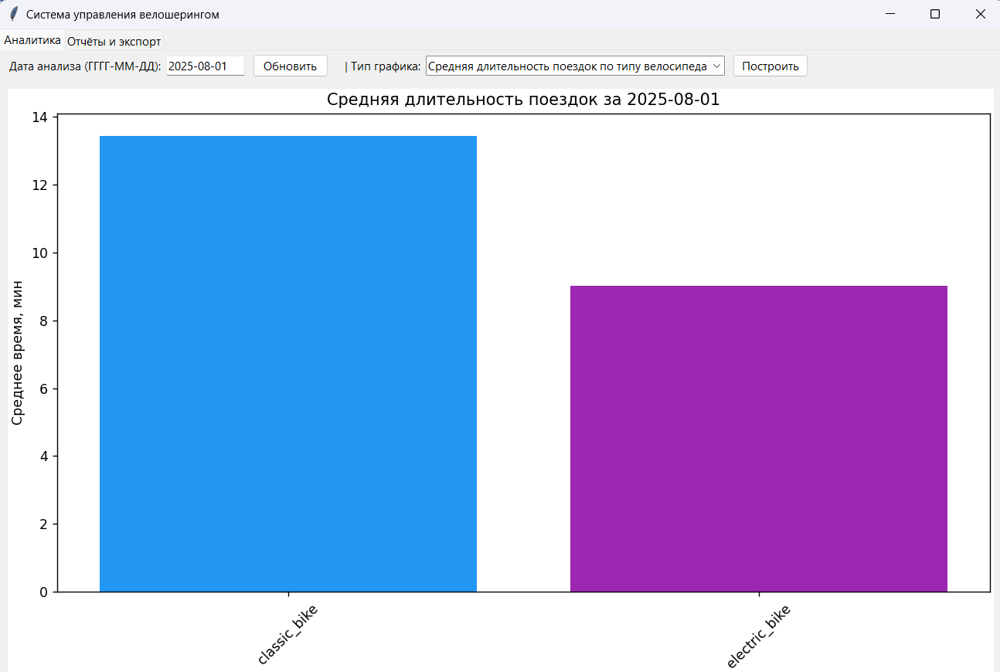 Система управления велошерингом
Аналитика Отчёты и экспорт
Дата анализа (ГГГГ-ММ-ДД): 2025-08-01 Обновить | Тип графика: Средняя длительность поездок по типу велосипеда Построить
Средняя длительность поездок за 2025-08-01
14
12
10
8
6
4
2
0
Среднее время, мин
classic_bike
electric_bike